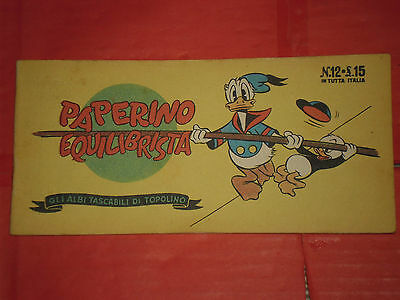 PAPERINO
EQUILIBRISTA
GLI ALBI TASCABILI DI TOPOLINO
N.12 • £.15
IN TUTTA ITALIA